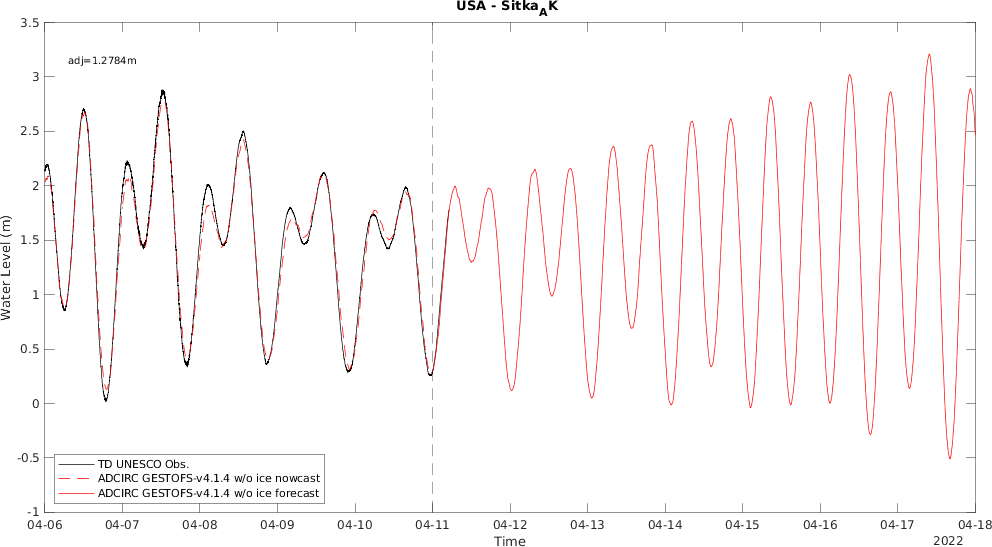 USA - Sitka_AK
adj=1.2784m
3.5
3
2.5
2
1.5
1
0.5
0
-0.5
-1
Water Level (m)
TD UNESCO Obs.
ADCIRC GESTOFS-v4.1.4 w/o ice nowcast
ADCIRC GESTOFS-v4.1.4 w/o ice forecast
04-06 04-07 04-08 04-09 04-10 04-11 04-12 04-13 04-14 04-15 04-16 04-17 04-18
Time
2022